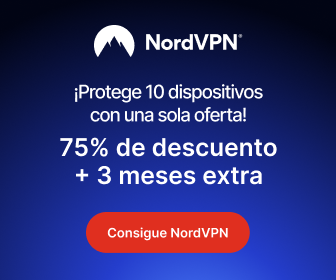 NordVPN®
¡Protege 10 dispositivos
con una sola oferta!
75% de descuento
+ 3 meses extra
Consigue NordVPN